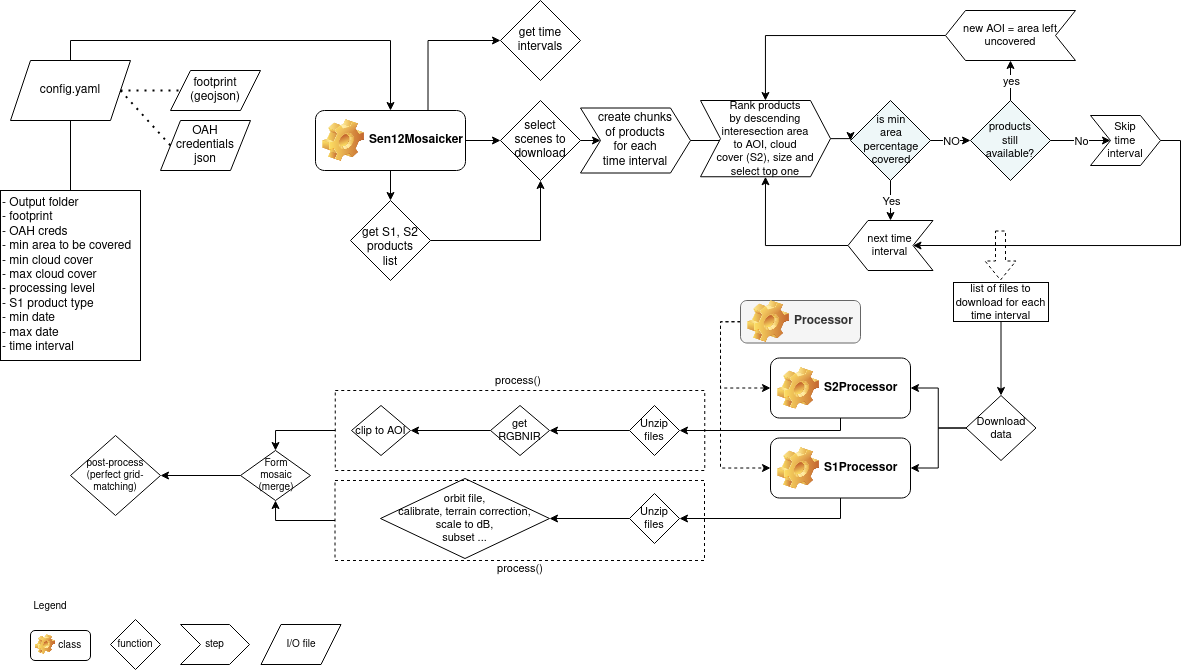 config.yaml
footprint
(geojson)
OAH
credentials
json
- Output folder
- footprint
- OAH creds
- min area to be covered
- min cloud cover
- max cloud cover
- processing level
- S1 product type
- min date
- max date
- time interval
Sen12Mosaicker
get time
intervals
select
scenes to
download
get S1, S2
products
list
create chunks
of products
for each
time interval
Rank products
by descending
interesection area
to AOI, cloud
cover (S2), size and
select top one
is min
area
percentage
covered
NO
products
still
available?
yes
new AOI = area left
uncovered
No
Skip
time
interval
Yes
next time
interval
list of files to
download for each
time interval
Download
data
Processor
S2Processor
S1Processor
process()
Unzip
files
get
RGBNIR
clip to AOI
Unzip
files
orbit file,
calibrate, terrain correction,
scale to dB,
subset ...
process()
Form
mosaic
(merge)
post-process
(perfect grid-
matching)
Legend
class
function
step
I/O file